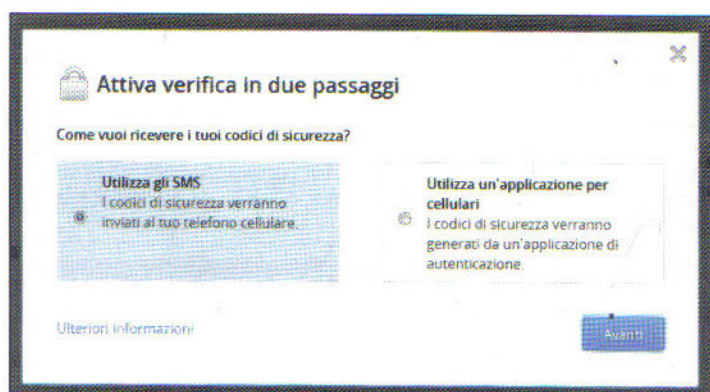 Attiva verifica in due passaggi
Come vuoi ricevere i tuoi codici di sicurezza?
Utilizza gli SMS
I codici di sicurezza verranno
inviati al tuo telefono cellulare.
Utilizza un'applicazione per
cellulari
I codici di sicurezza verranno
generati da un'applicazione di
autenticazione.
Ulteriori informazioni
Avanti